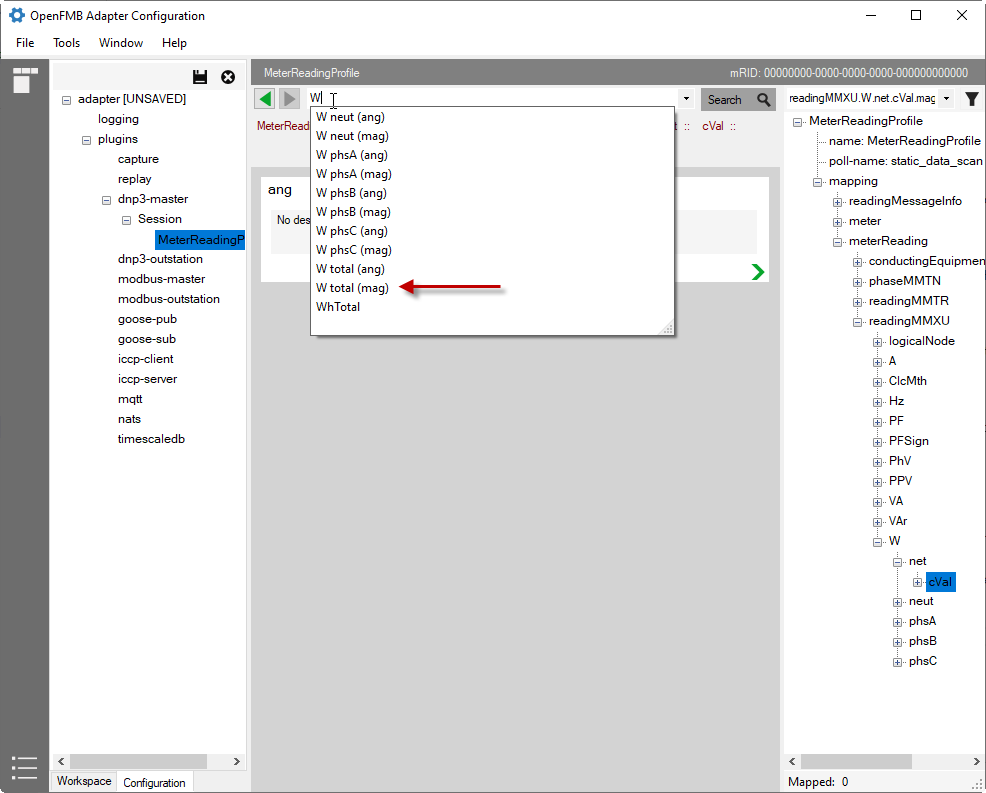 OpenFMB Adapter Configuration
File Tools Window Help
adapter [UNSAVED]
logging
plugins
capture
replay
dnp3-master
Session
MeterReadingP
dnp3-outstation
modbus-master
modbus-outstation
goose-pub
goose-sub
iccp-client
iccp-server
mqtt
nats
timescaledb
Workspace Configuration
MeterReadingProfile mRID: 00000000-0000-0000-0000-000000000000
W Search
MeterRead t :: cVal ::
W neut (ang)
W neut (mag)
W phsA (ang)
W phsA (mag)
W phsB (ang)
W phsB (mag)
W phsC (ang)
W phsC (mag)
W total (ang)
W total (mag)
WhTotal
ang
No des
readingMMXU.W.net.cVal.mag
MeterReadingProfile
name: MeterReadingProfile
poll-name: static_data_scan
mapping
readingMessageInfo
meter
meterReading
conductingEquipmen
phaseMMTN
readingMMTR
readingMMXU
logicalNode
A
ClcMth
Hz
PF
PFSign
PhV
PPV
VA
VAr
W
net
cVal
neut
phsA
phsB
phsC
Mapped: 0